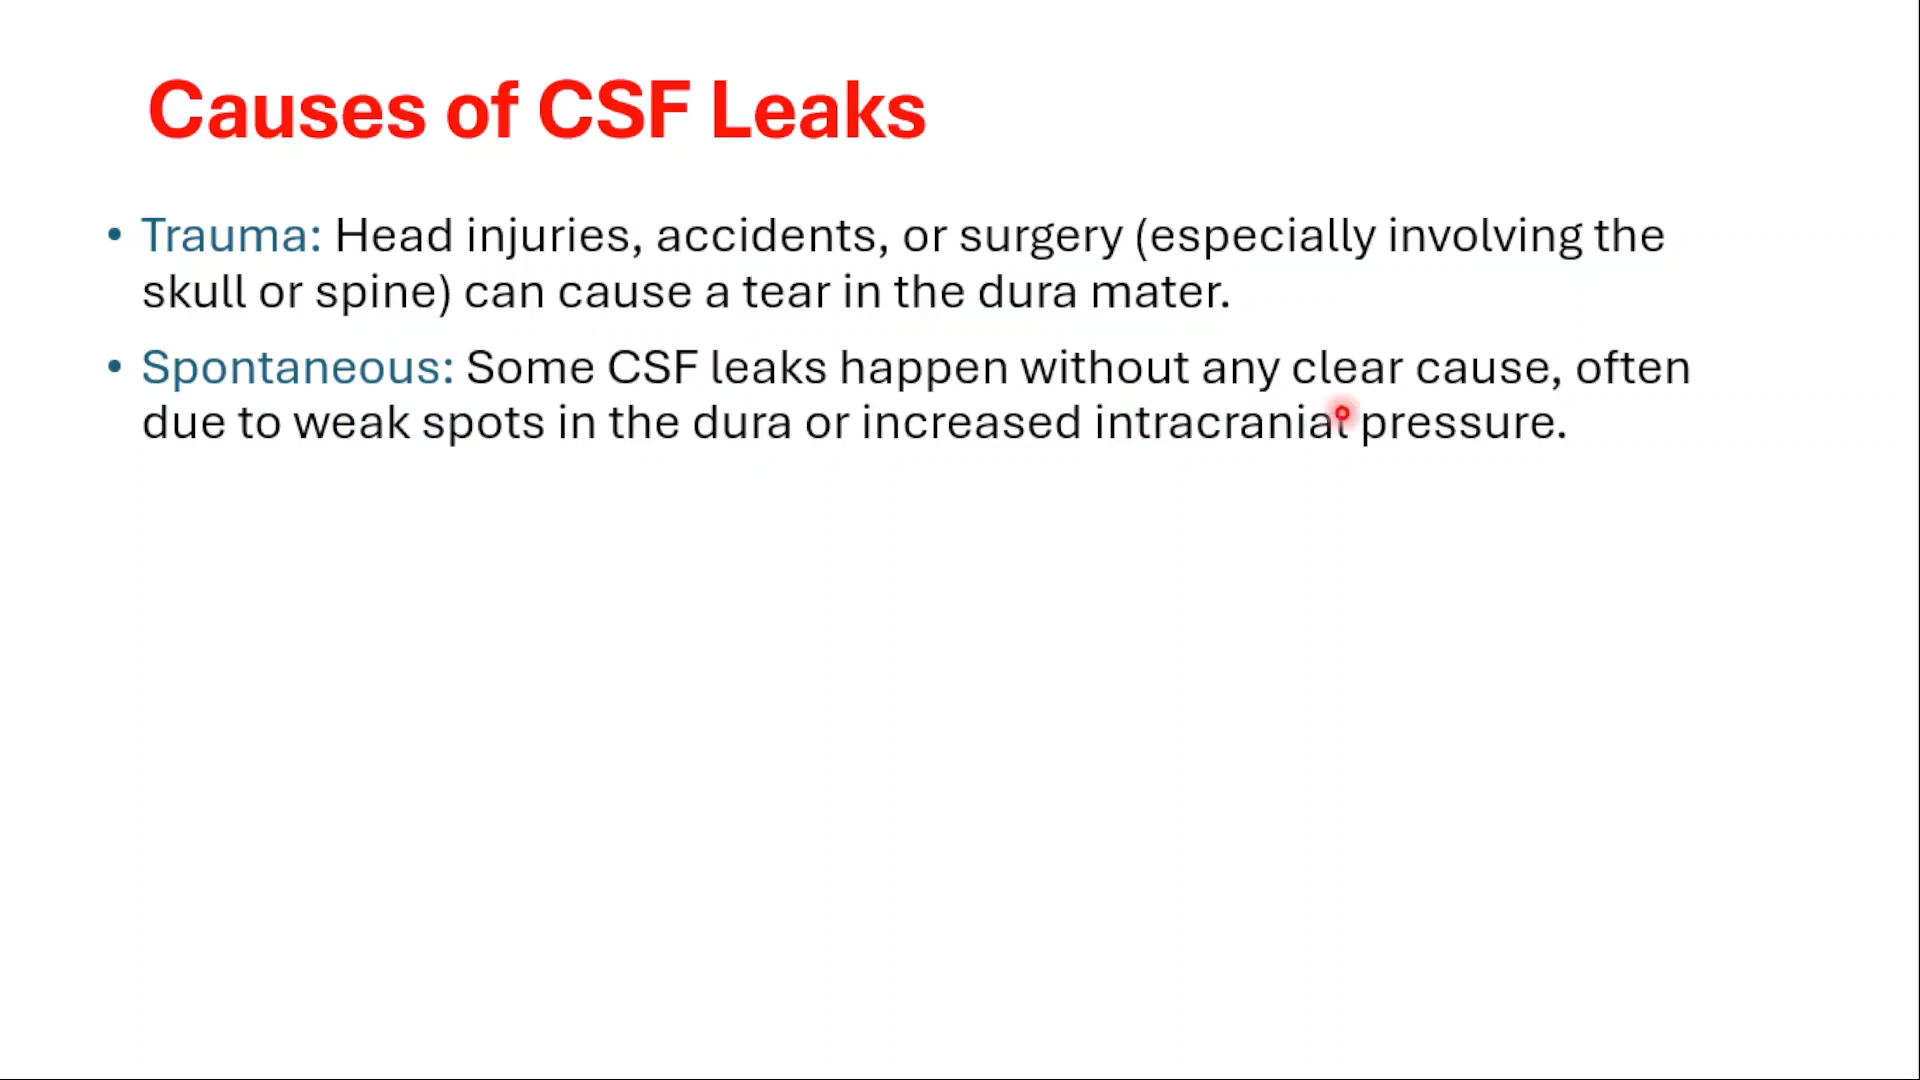 Causes of CSF Leaks
• Trauma: Head injuries, accidents, or surgery (especially involving the
skull or spine) can cause a tear in the dura mater.
• Spontaneous: Some CSF leaks happen without any clear cause, often
due to weak spots in the dura or increased intracranial pressure.